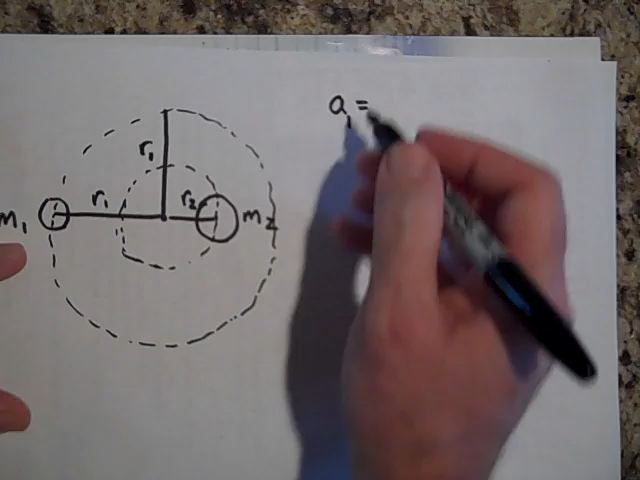 a₁ =
r₁
r₁ r₂
m₁ m₂